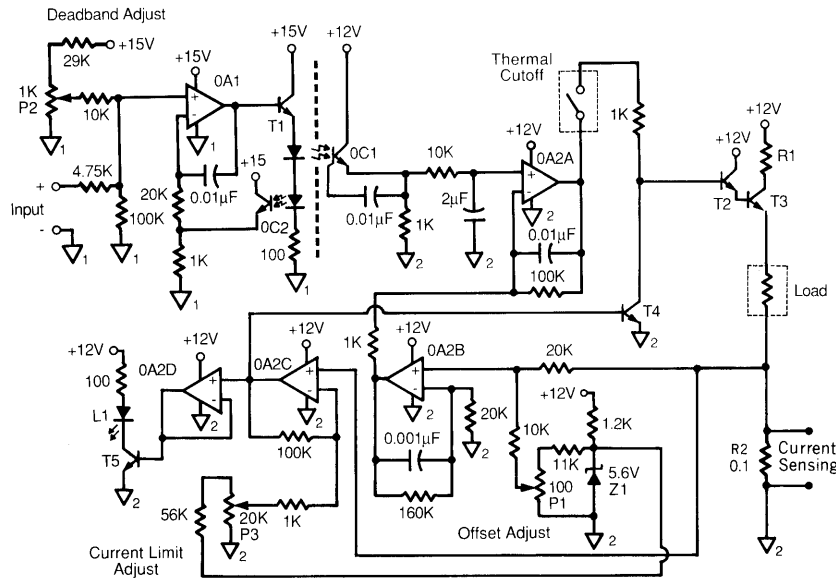 Deadband Adjust
+15V
29K
1K
P2
10K
+15V
0A1
+15V
T1
+12V
0C1
Thermal
Cutoff
1K
+12V
+12V
R1
T2
T3
1
+
4.75K
Input
-
1
100K
1
20K
0.01µF
1
+15
0C2
1K
1
100
1
+
-
0.01µF
1K
2
10K
2µF
2
+12V
0A2A
+
-
2
0.01µF
100K
T4
2
Load
+12V
100
L1
T5
2
0A2D
+12V
+
-
2
0A2C
+12V
+
-
2
100K
1K
+12V
0A2B
+
-
2
0.001µF
160K
20K
2
20K
+12V
10K
11K
100
P1
1.2K
5.6V
Z1
2
Offset Adjust
R2
0.1
Current
Sensing
2
56K
20K
P3
2
1K
Current Limit
Adjust